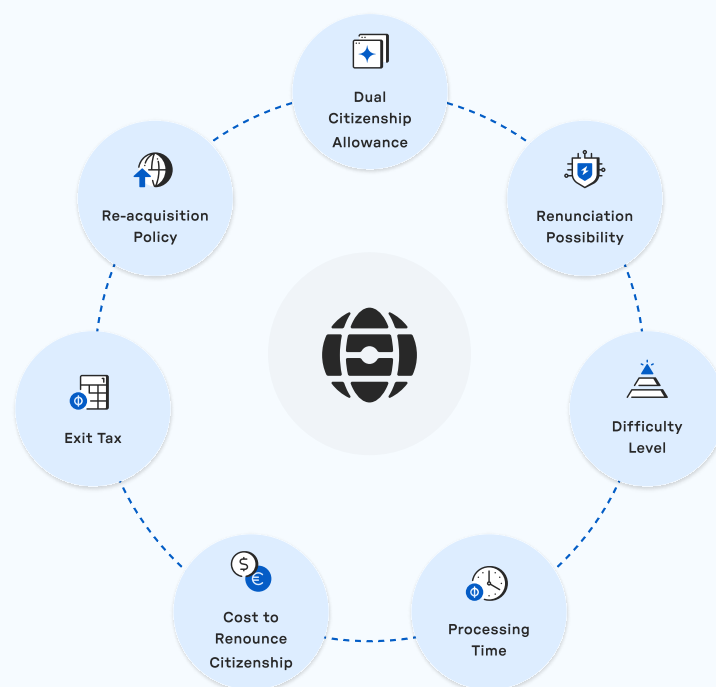 Dual
Citizenship
Allowance
Renunciation
Possibility
Difficulty
Level
Processing
Time
Cost to
Renounce
Citizenship
Exit Tax
Re-acquisition
Policy